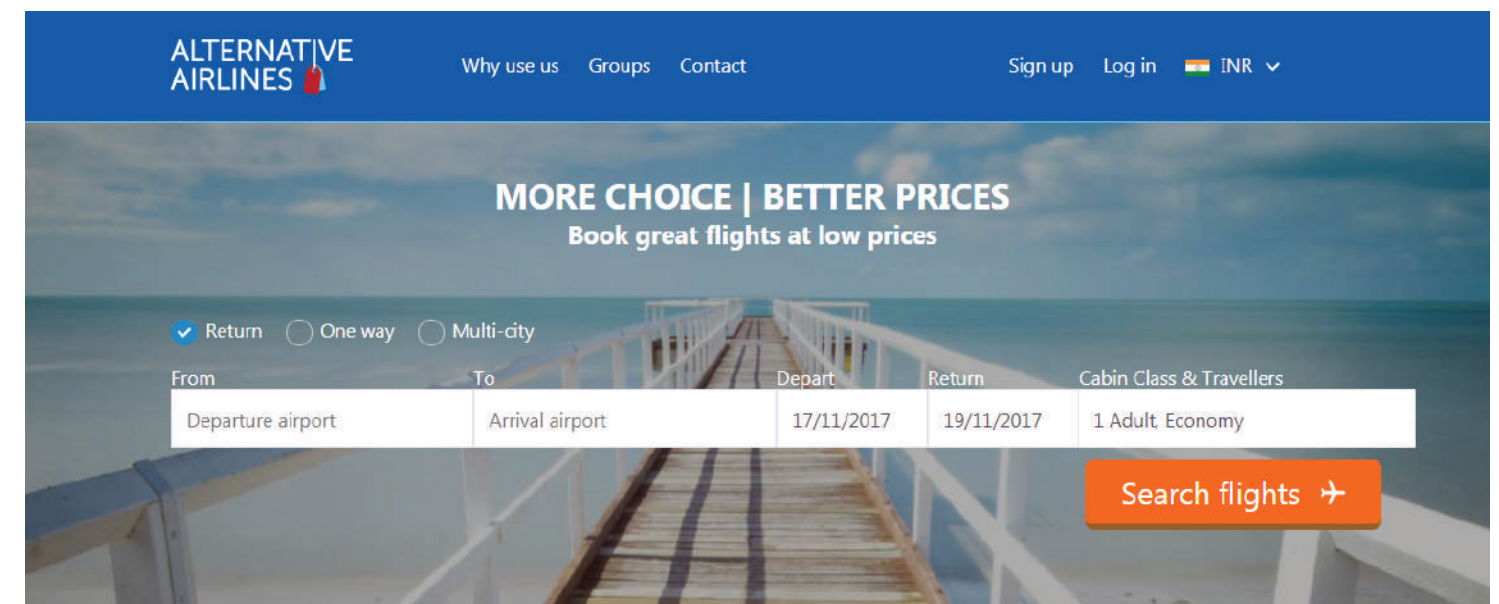 ALTERNATIVE
AIRLINES
Why use us Groups Contact Sign up Log in INR
MORE CHOICE | BETTER PRICES
Book great flights at low prices
Return One way Multi-city
From To Depart Return Cabin Class & Travellers
Departure airport Arrival airport 17/11/2017 19/11/2017 1 Adult, Economy
Search flights